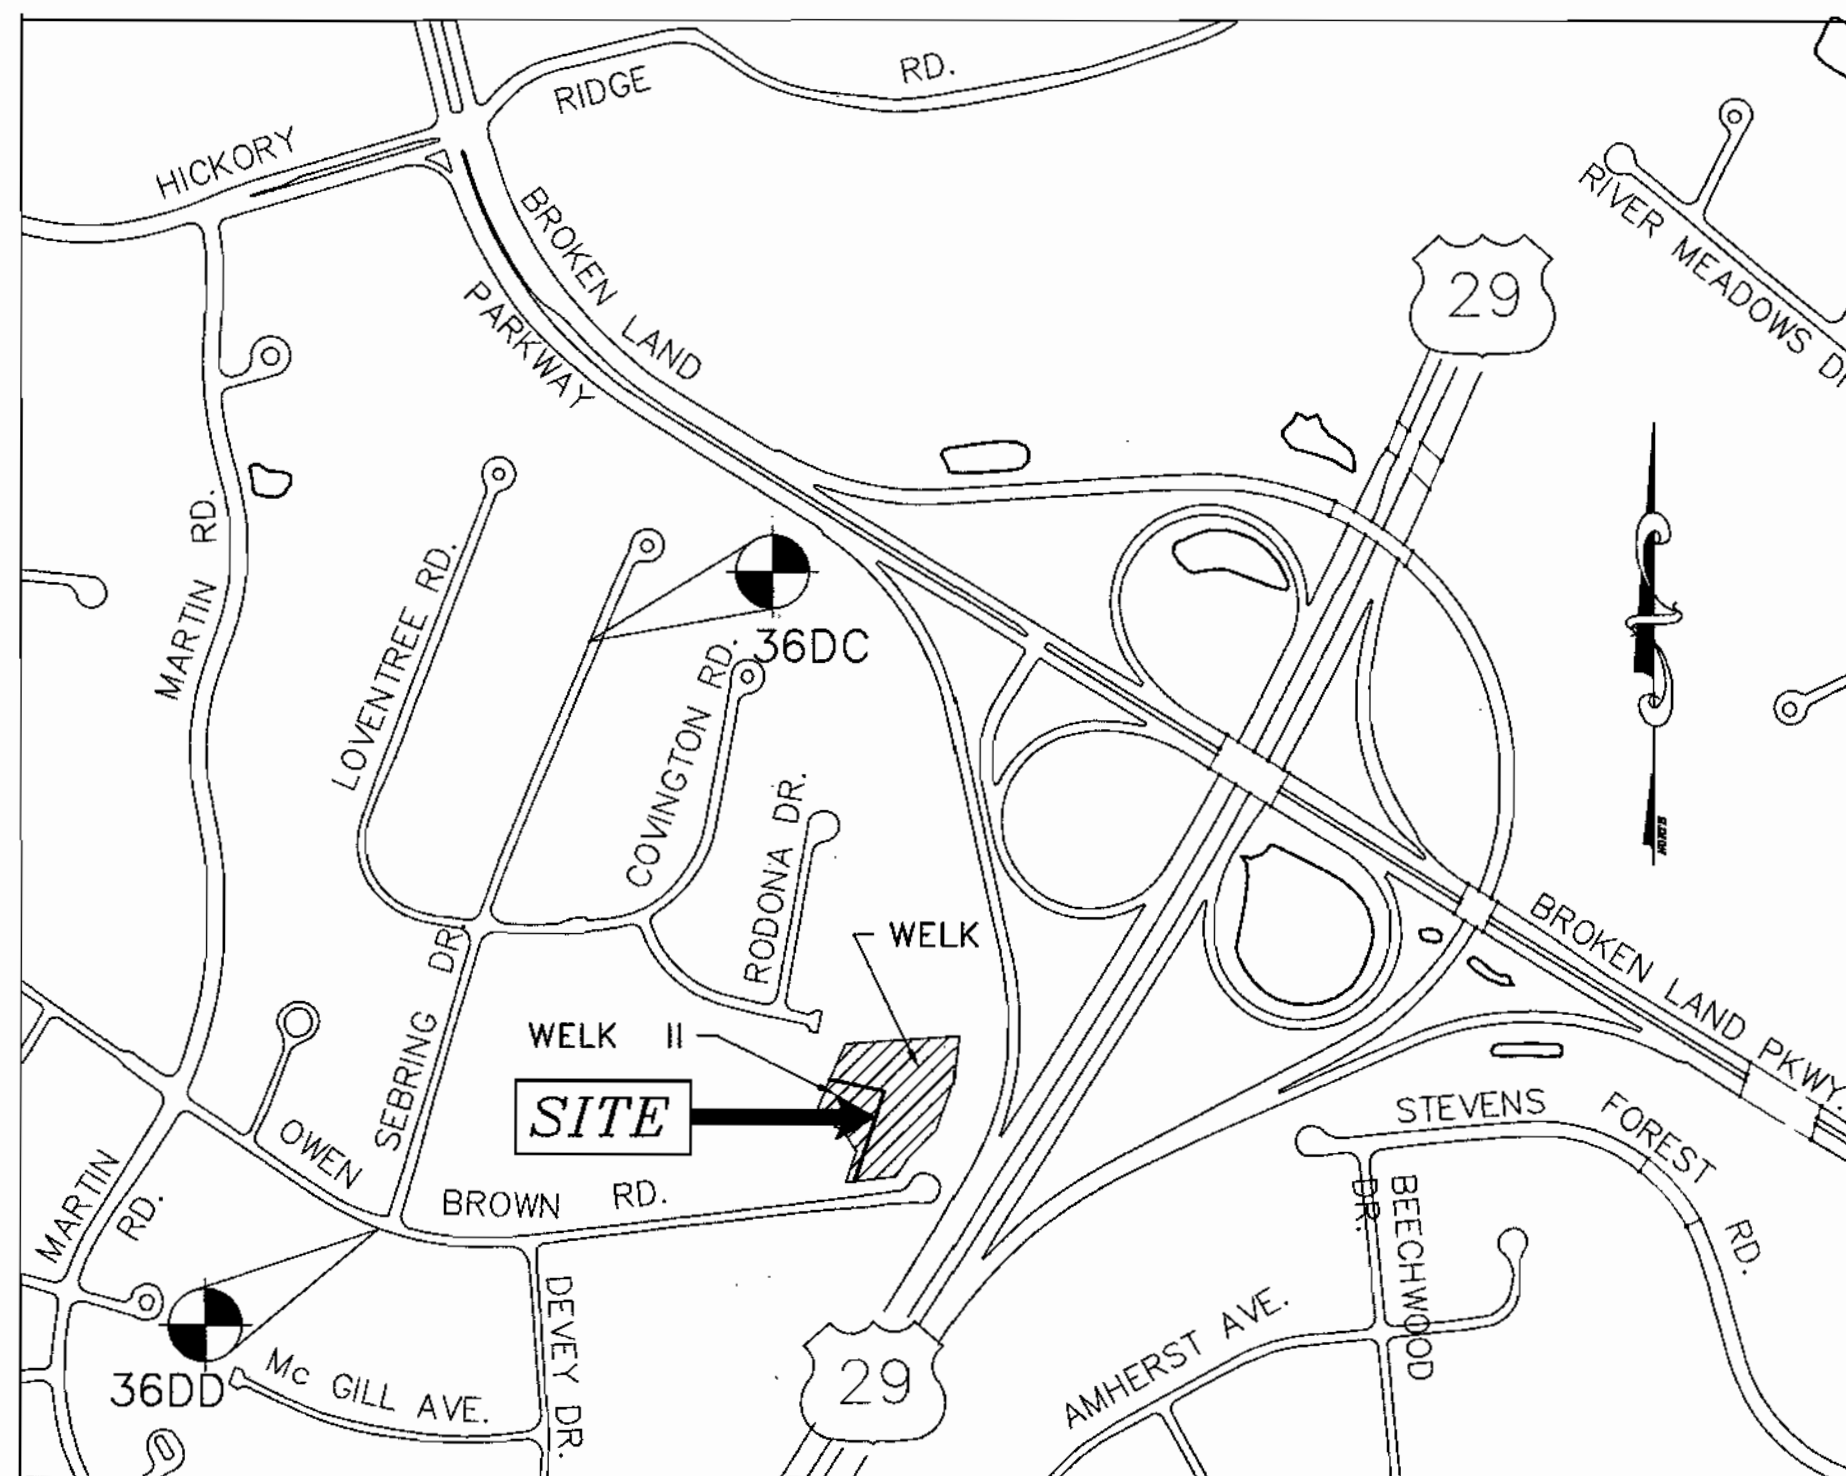 RIDGE RD.
HICKORY
BROKEN LAND
PARKWAY
29
RIVER MEADOWS
MARTIN RD.
LOVENTREE RD.
36DC
COVINGTON RD.
RODONA DR.
NORTH
WELK
BROKEN LAND PKWY.
WELK II
SEBRING DR.
SITE
OWEN BROWN RD.
STEVENS FOREST RD.
MARTIN RD.
BEECHWOOD DR.
DEVEY DR.
36DD
Mc GILL AVE.
29
AMHERST AVE.